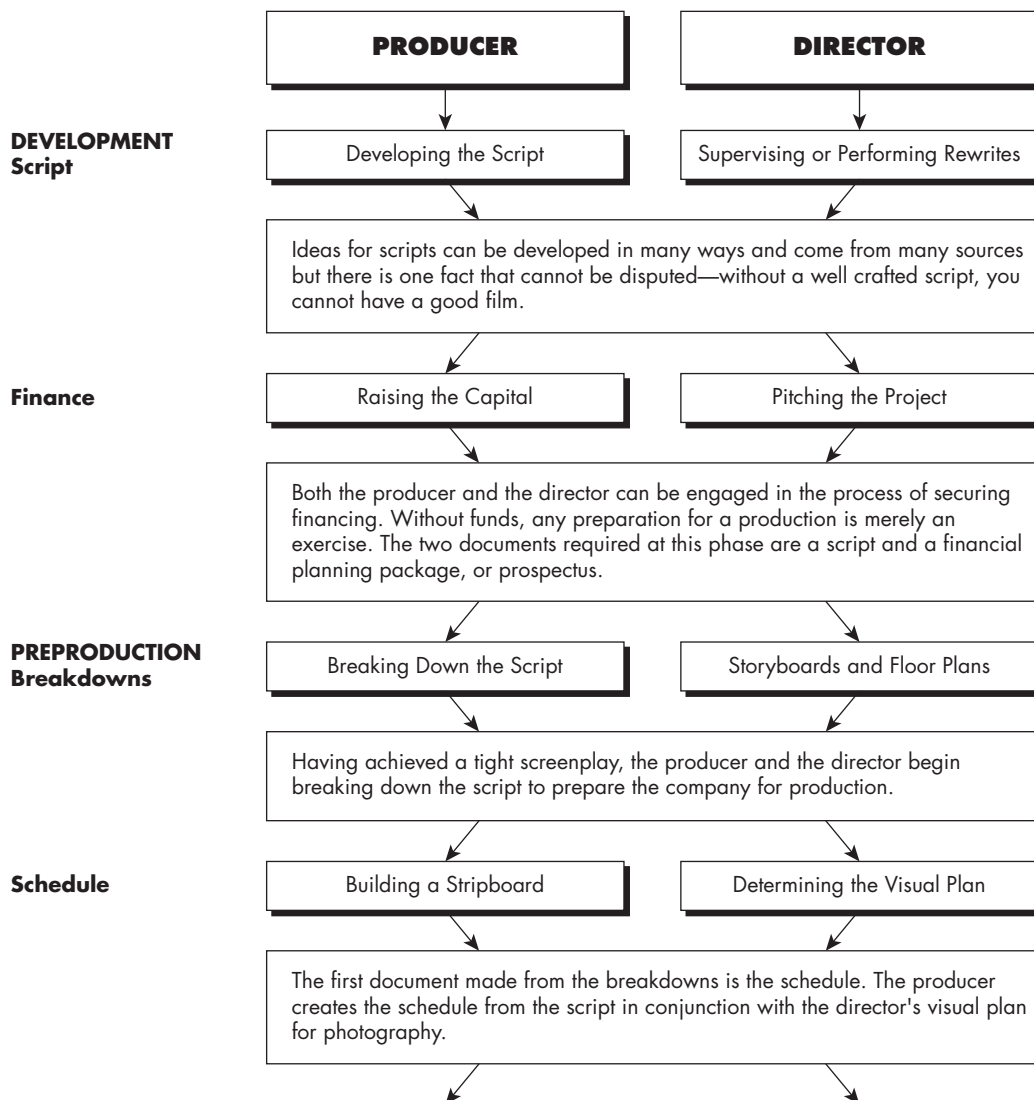 PRODUCER
DIRECTOR
DEVELOPMENT
Script
Developing the Script
Supervising or Performing Rewrites
Ideas for scripts can be developed in many ways and come from many sources
but there is one fact that cannot be disputed—without a well crafted script, you
cannot have a good film.
Finance
Raising the Capital
Pitching the Project
Both the producer and the director can be engaged in the process of securing
financing. Without funds, any preparation for a production is merely an
exercise. The two documents required at this phase are a script and a financial
planning package, or prospectus.
PREPRODUCTION
Breakdowns
Breaking Down the Script
Storyboards and Floor Plans
Having achieved a tight screenplay, the producer and the director begin
breaking down the script to prepare the company for production.
Schedule
Building a Stripboard
Determining the Visual Plan
The first document made from the breakdowns is the schedule. The producer
creates the schedule from the script in conjunction with the director's visual plan
for photography.